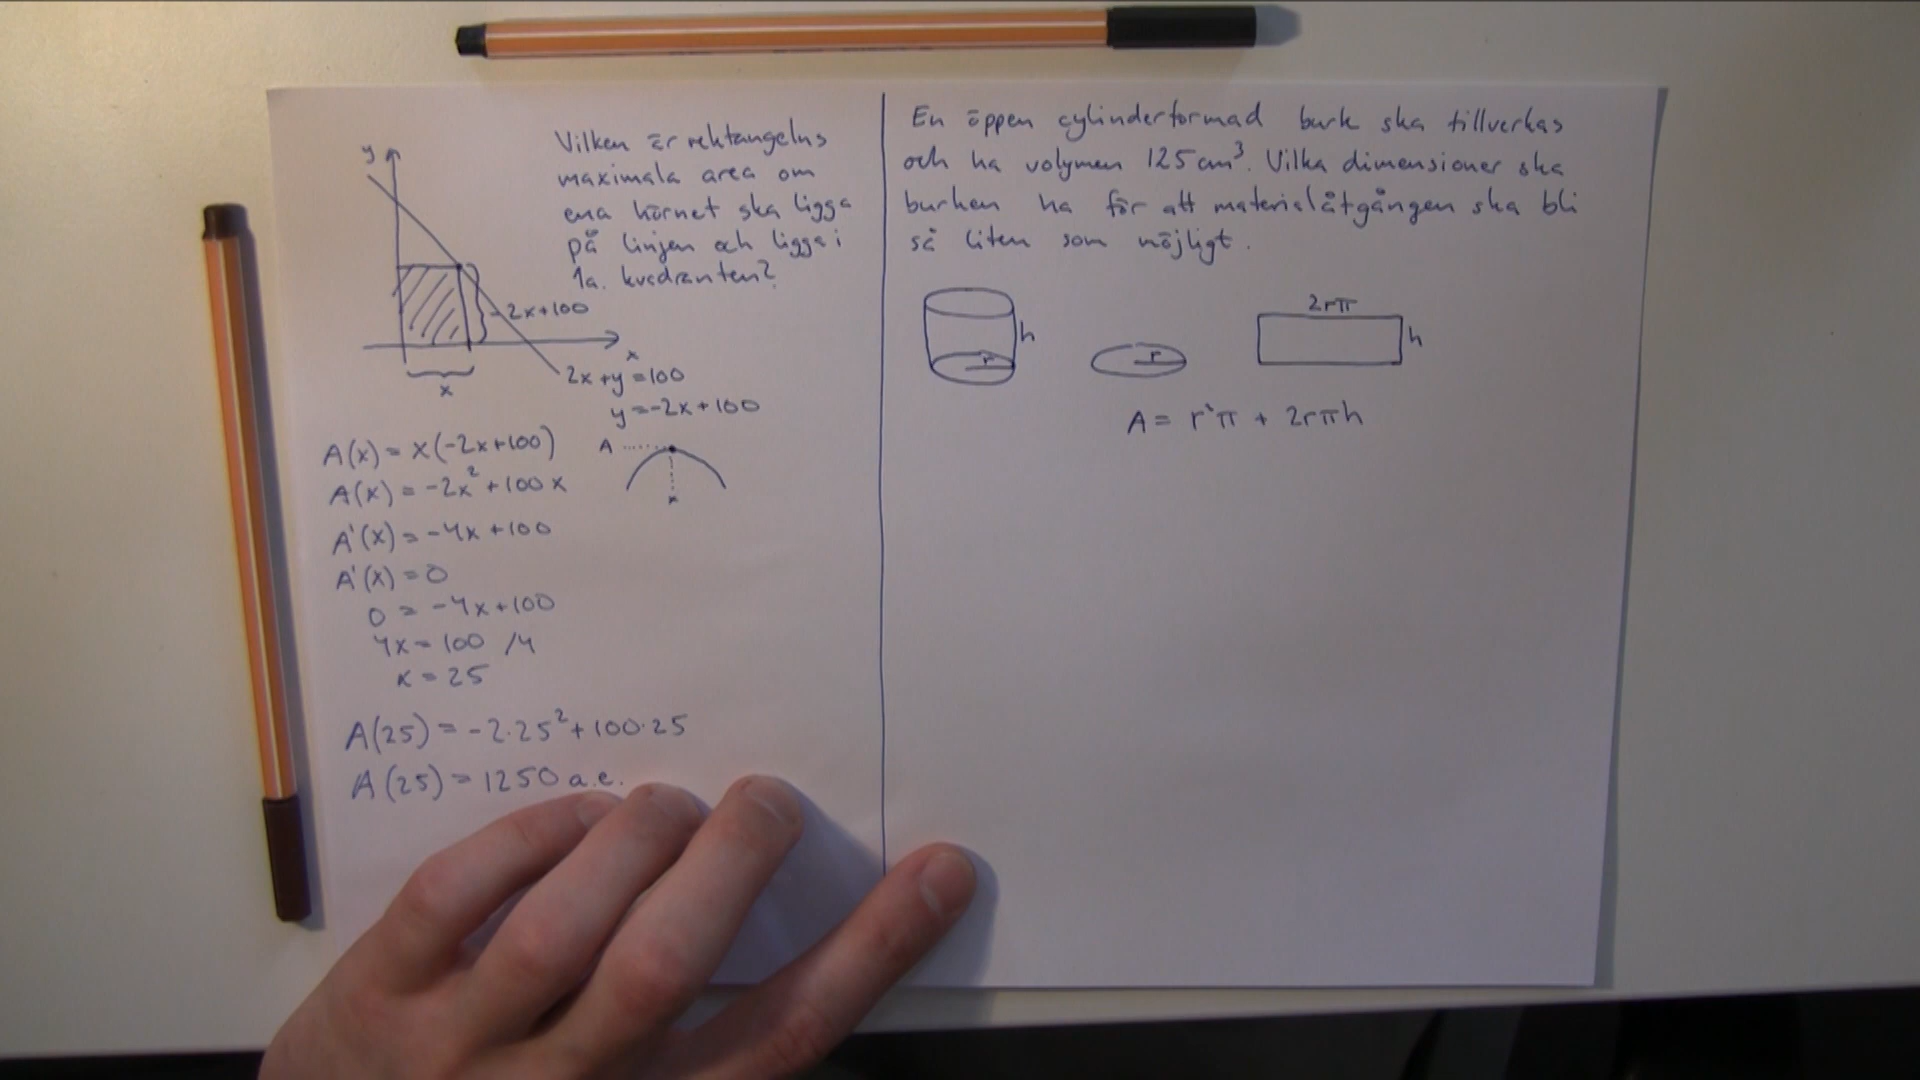 Vilken är rektangelns
maximala area om
ena hörnet ska ligga
på linjen och ligga i
1a. kvadranten?
y
-2x+100
x
x
2x+y=100
y=-2x+100
A(x) = x(-2x+100)
A(x) = -2x²+100x
A'(x) = -4x+100
A'(x) = 0
0 = -4x+100
4x = 100 /4
x = 25
A(25) = -2·25²+100·25
A(25) = 1250 a.e.
A
x
En öppen cylinderformad burk ska tillverkas
och ha volymen 125 cm³. Vilka dimensioner ska
burken ha för att materialåtgången ska bli
så liten som möjligt.
h
r
r
2rπ
h
A = r²π + 2rπh